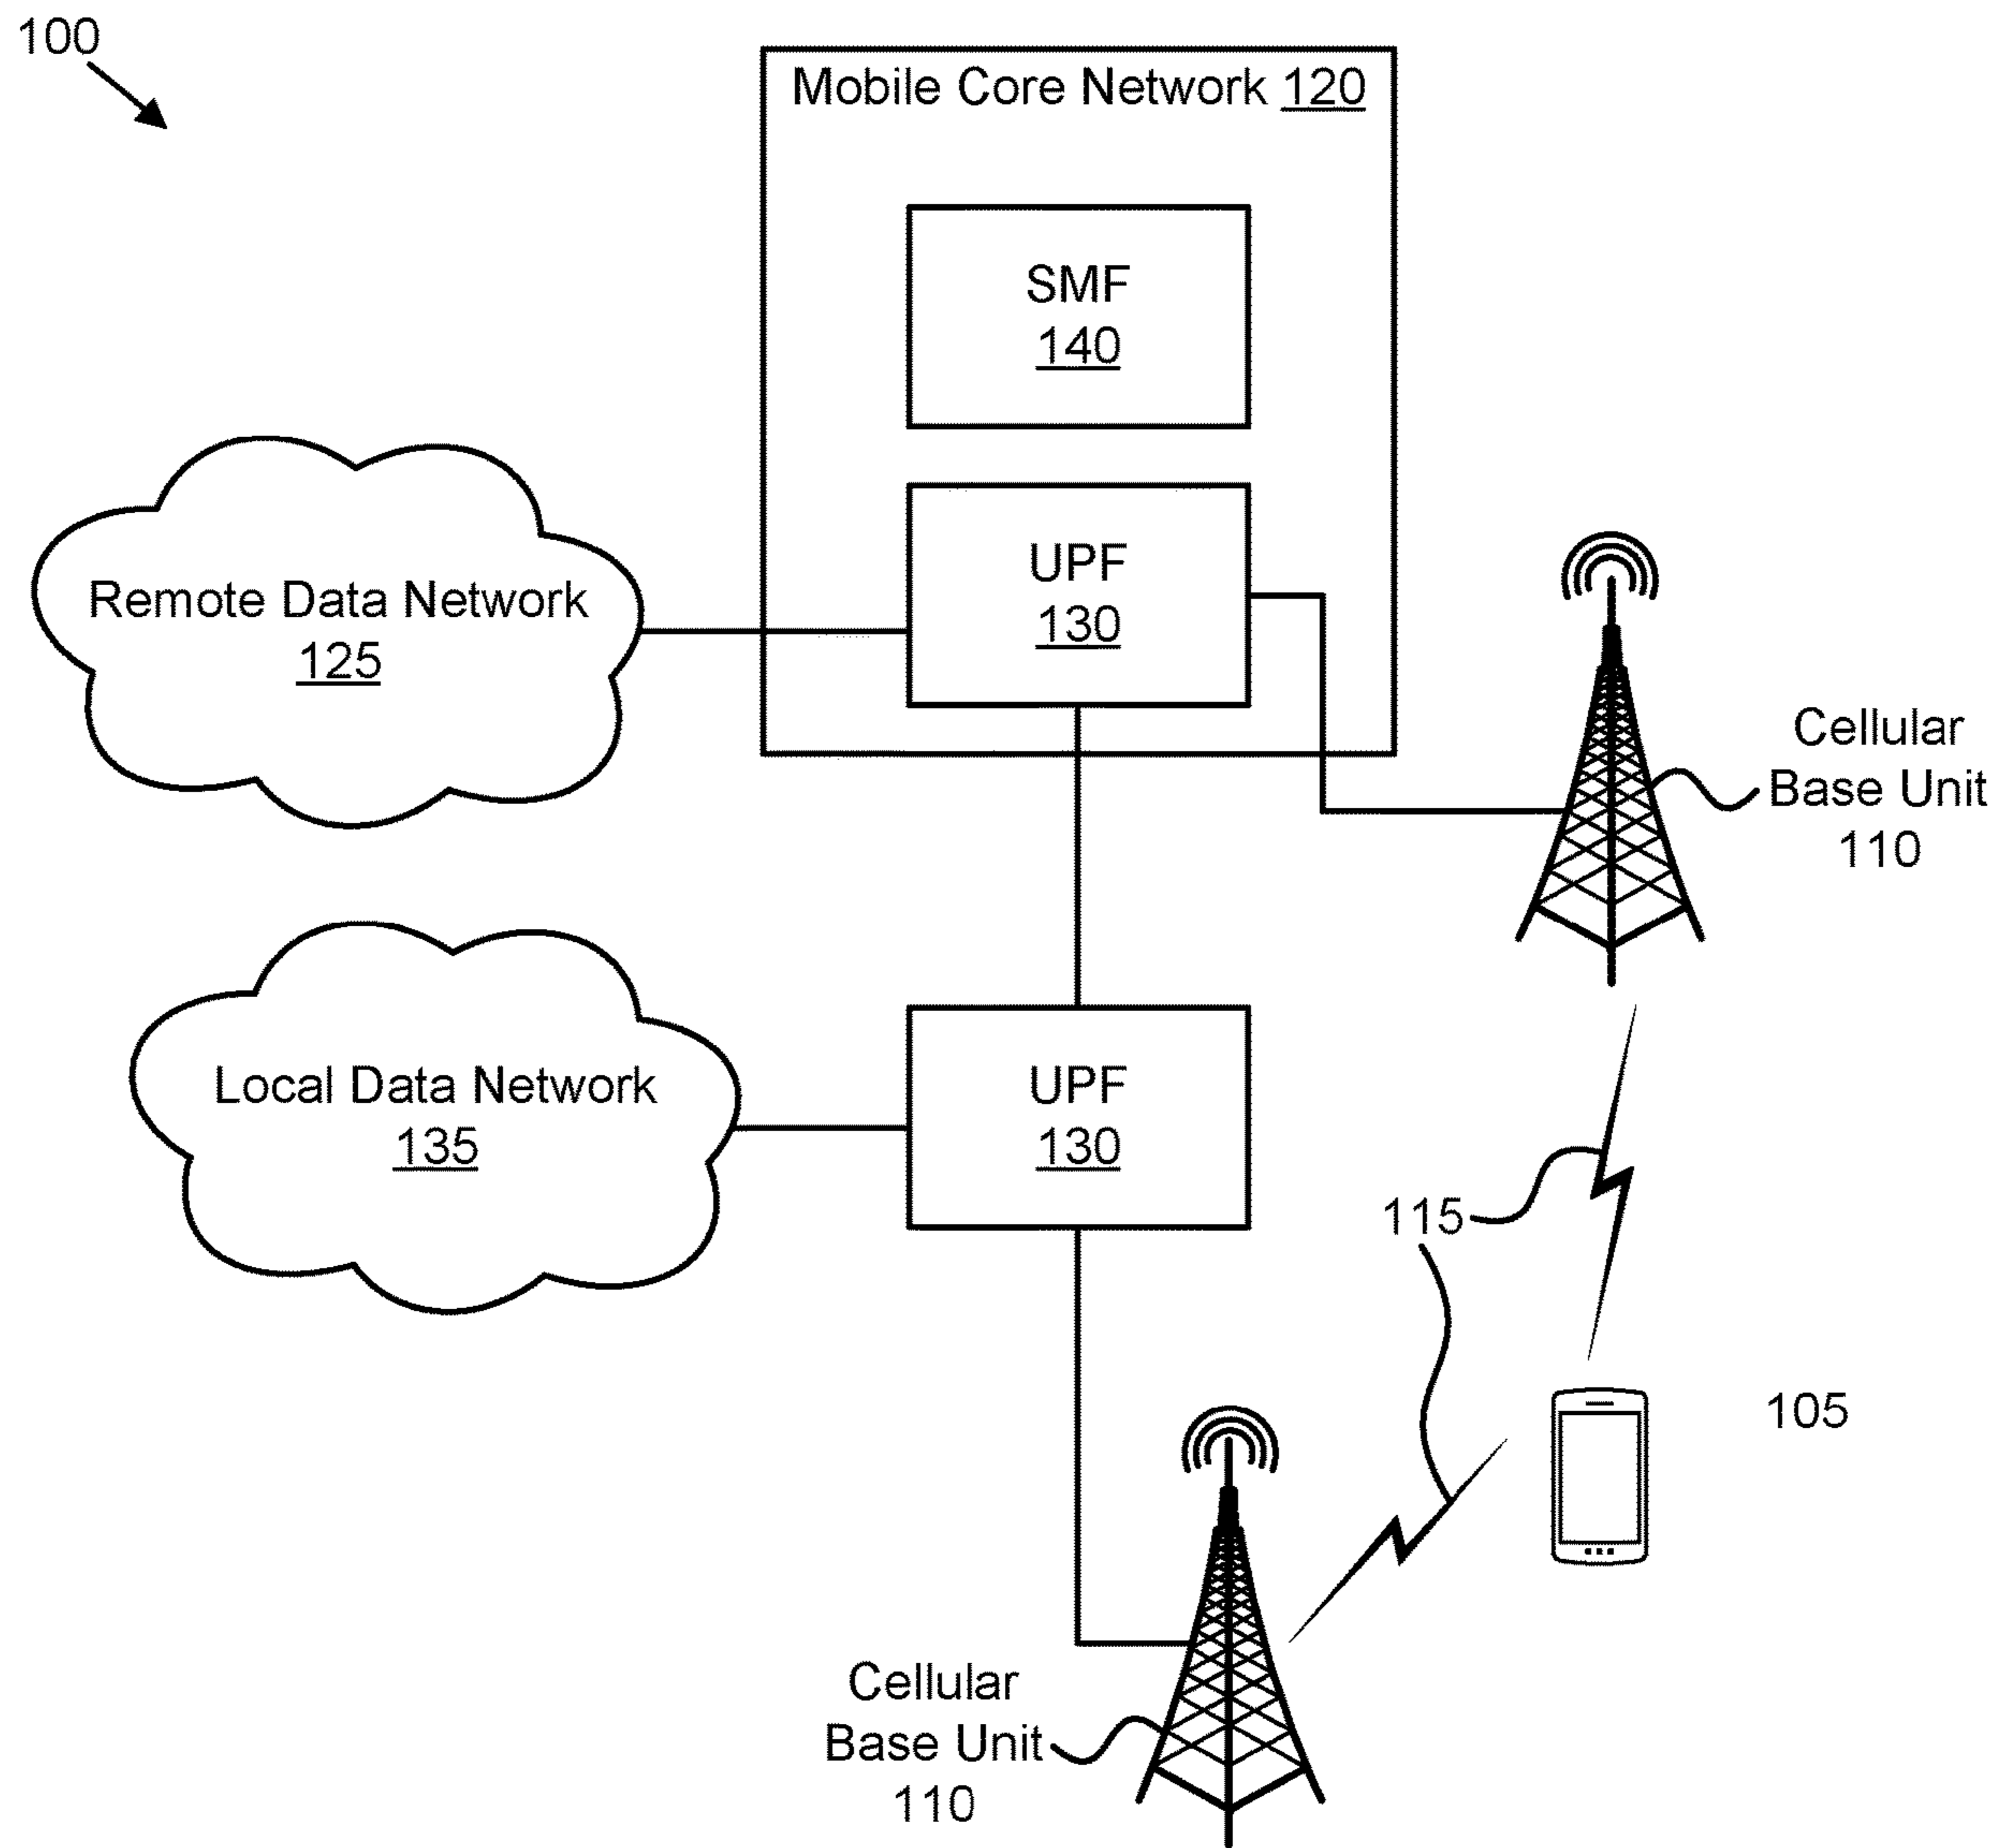 100
Mobile Core Network 120
SMF
140
UPF
130
Remote Data Network
125
Cellular
Base Unit
110
Local Data Network
135
UPF
130
115
105
Cellular
Base Unit
110